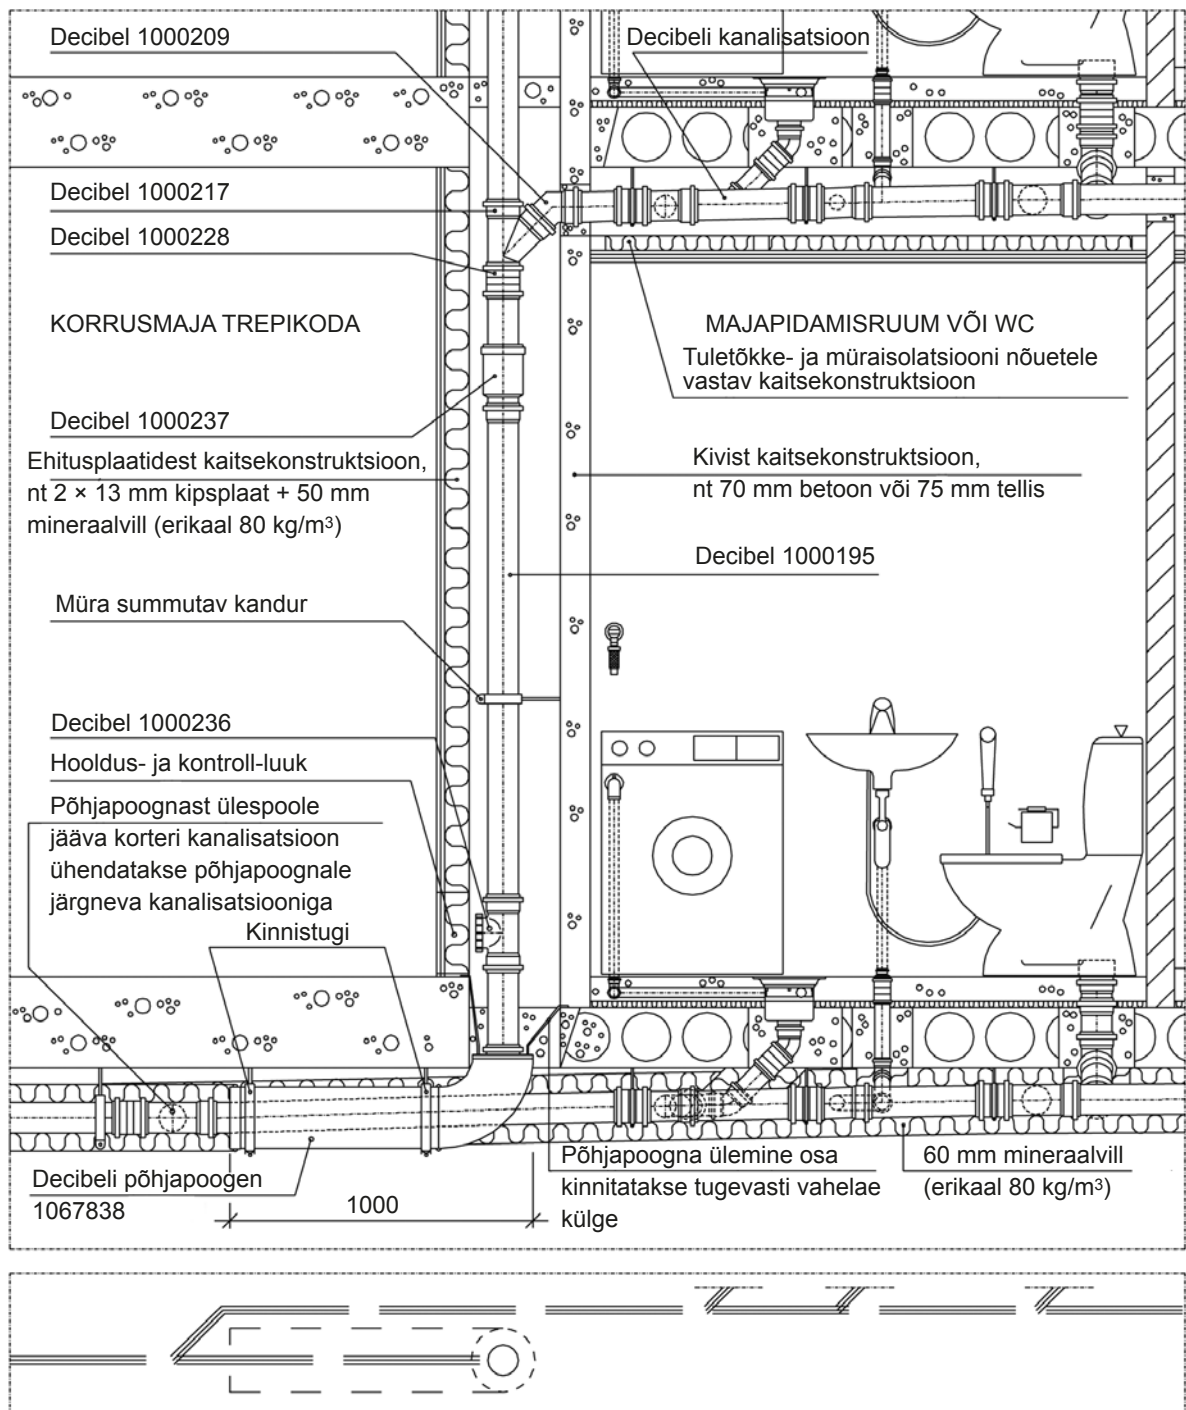 Decibel 1000209
Decibeli kanalisatsioon
Decibel 1000217
Decibel 1000228
KORRUSMAJA TREPIKODA
MAJAPIDAMISRUUM VÕI WC
Tuletõkke- ja müraisolatsiooni nõuetele
vastav kaitsekonstruktsioon
Decibel 1000237
Ehitusplaatidest kaitsekonstruktsioon,
nt 2 × 13 mm kipsplaat + 50 mm
mineraalvill (erikaal 80 kg/m³)
Kivist kaitsekonstruktsioon,
nt 70 mm betoon või 75 mm tellis
Decibel 1000195
Müra summutav kandur
Decibel 1000236
Hooldus- ja kontroll-luuk
Põhjapoognast ülespoole
jääva korteri kanalisatsioon
ühendatakse põhjapoognale
järgneva kanalisatsiooniga
Kinnistugi
Decibeli põhjapoogen
1067838
1000
Põhjapoogna ülemine osa
kinnitatakse tugevasti vahelae
külge
60 mm mineraalvill
(erikaal 80 kg/m³)